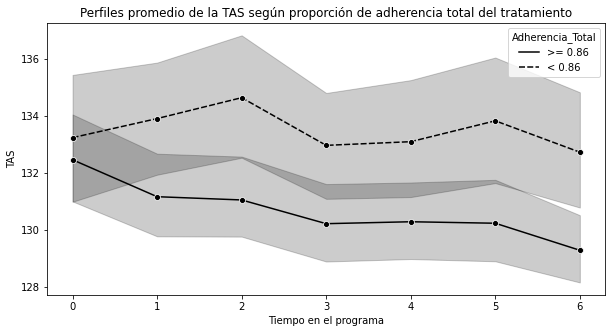 Perfiles promedio de la TAS según proporción de adherencia total del tratamiento
Adherencia_Total
>= 0.86
< 0.86
136
134
132
130
128
TAS
0 1 2 3 4 5 6
Tiempo en el programa